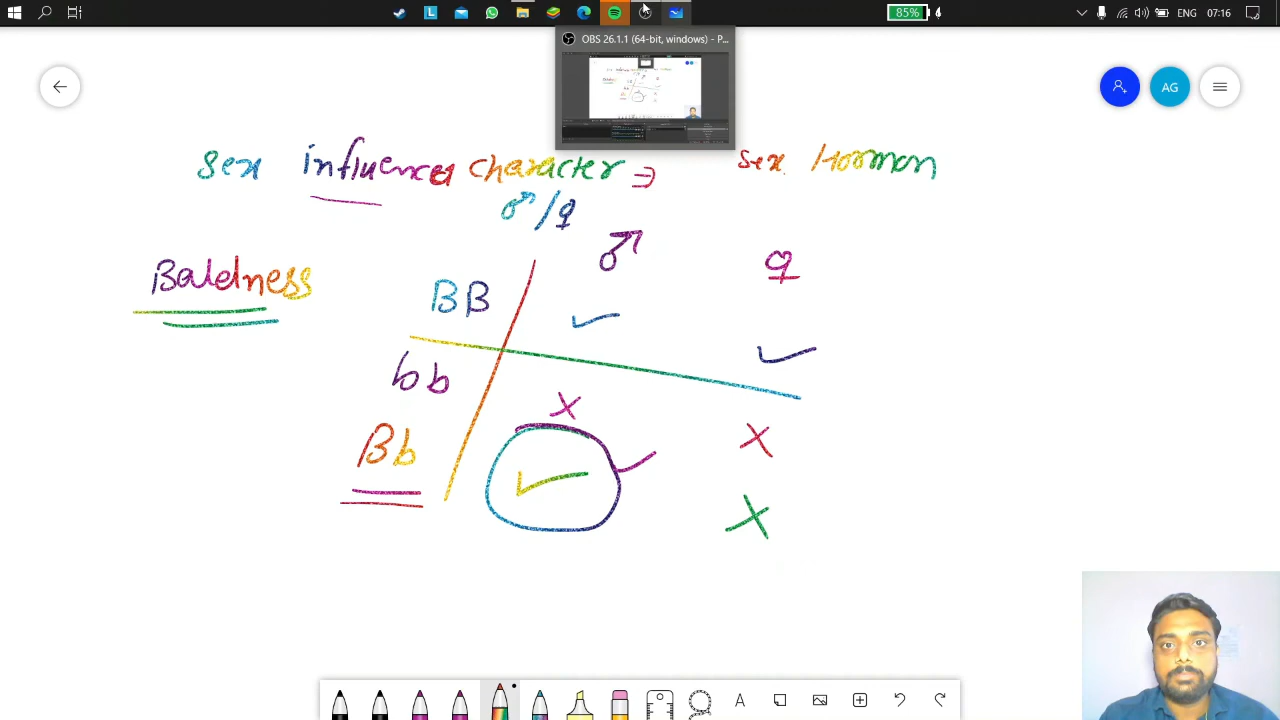 85%
ENG 07:16
OBS 26.1.1 (64-bit, windows) - P...
AG
Sex influenced character ⇒ Sex Hormon
♂/♀
♂ ♀
Baldness
BB ✓ ✓
bb × ×
Bb ✓ ×
A